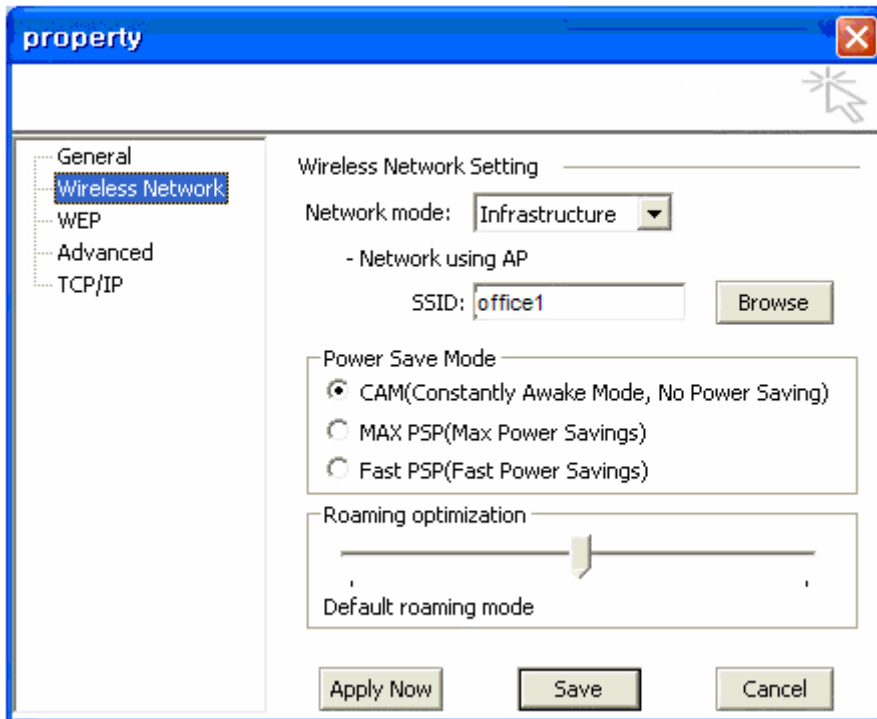 property
General
Wireless Network
WEP
Advanced
TCP/IP
Wireless Network Setting
Network mode: Infrastructure
- Network using AP
SSID: office1 Browse
Power Save Mode
CAM(Constantly Awake Mode, No Power Saving)
MAX PSP(Max Power Savings)
Fast PSP(Fast Power Savings)
Roaming optimization
Default roaming mode
Apply Now Save Cancel